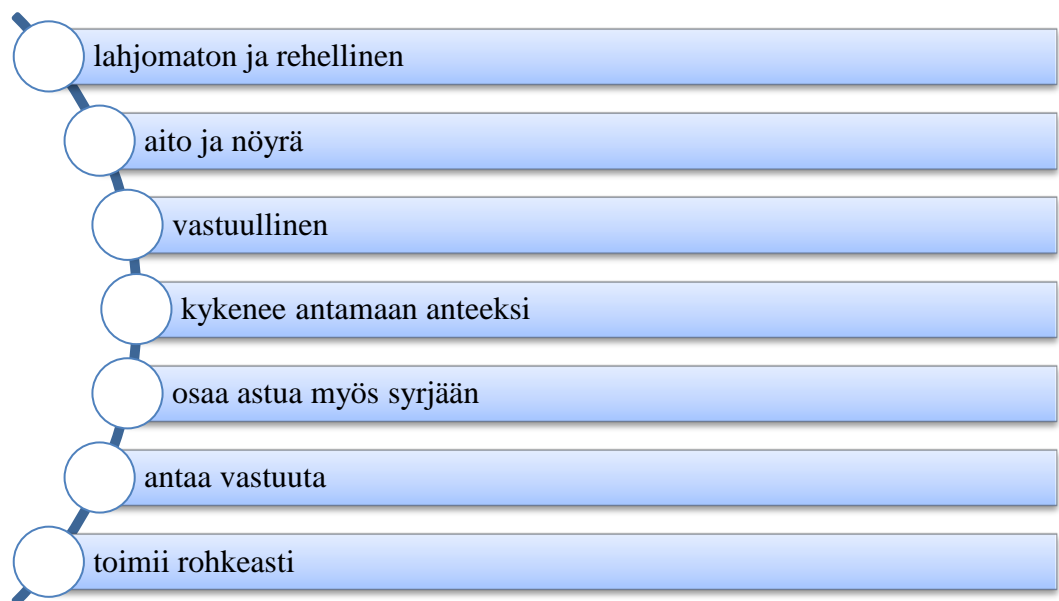 lahjomaton ja rehellinen
aito ja nöyrä
vastuullinen
kykenee antamaan anteeksi
osaa astua myös syrjään
antaa vastuuta
toimii rohkeasti